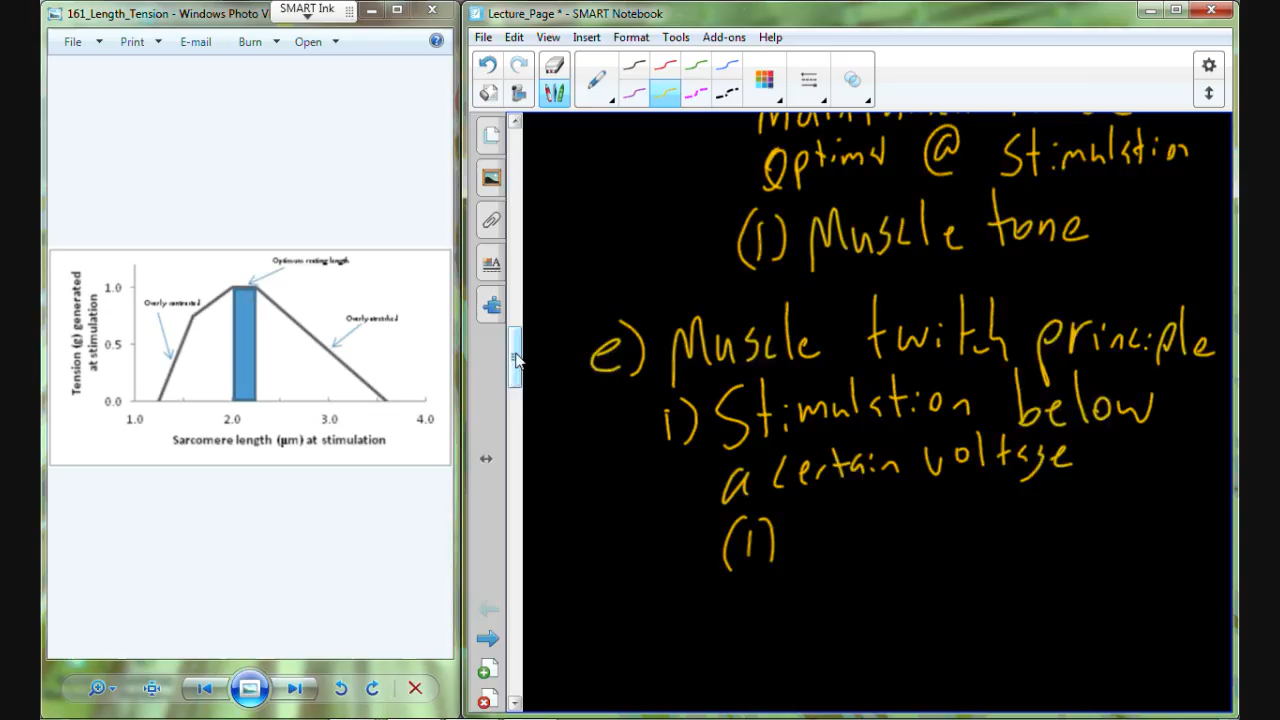 161_Length_Tension - Windows Photo V
SMART Ink
File Print E-mail Burn Open
Optimum resting length
Overly contracted
Overly stretched
Tension (g) generated
at stimulation
1.0
0.5
0.0
1.0 2.0 3.0 4.0
Sarcomere length (μm) at stimulation
Lecture_Page * - SMART Notebook
File Edit View Insert Format Tools Add-ons Help
Optimal @ Stimulation
(1) Muscle tone
e) Muscle twitch principle
i) Stimulation below
a certain voltage
(1)